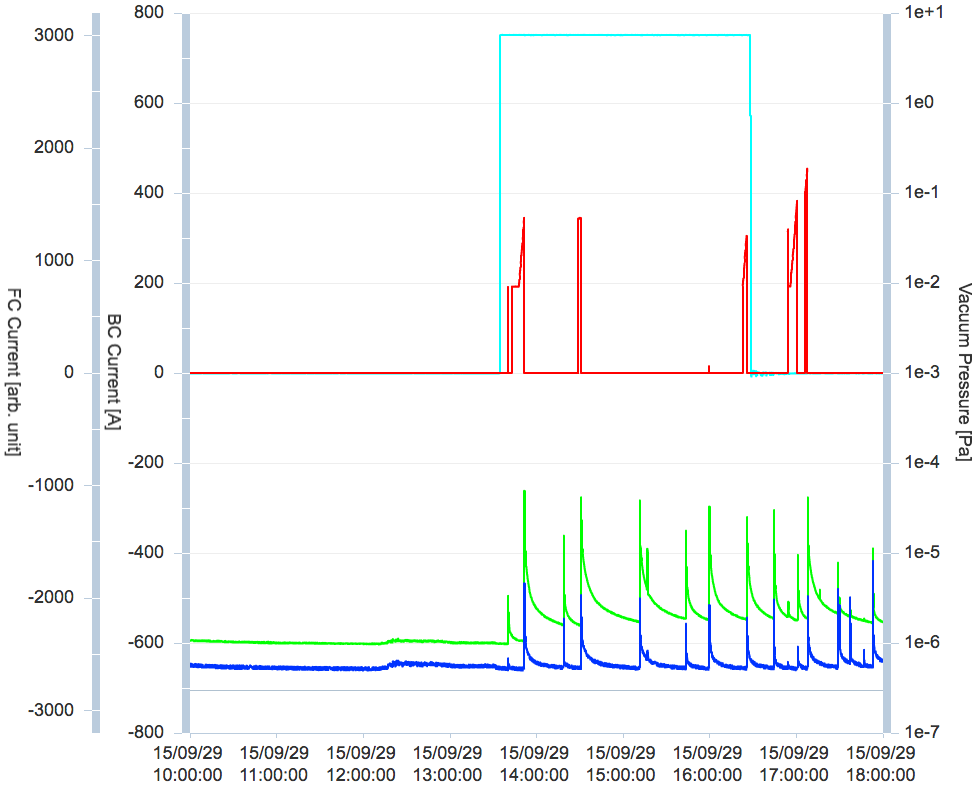 FC Current [arb. unit]
3000
2000
1000
0
-1000
-2000
-3000
BC Current [A]
800
600
400
200
0
-200
-400
-600
-800
1e+1
1e+0
1e-1
1e-2
1e-3
1e-4
1e-5
1e-6
1e-7
Vacuum Pressure [Pa]
15/09/29
10:00:00
15/09/29
11:00:00
15/09/29
12:00:00
15/09/29
13:00:00
15/09/29
14:00:00
15/09/29
15:00:00
15/09/29
16:00:00
15/09/29
17:00:00
15/09/29
18:00:00